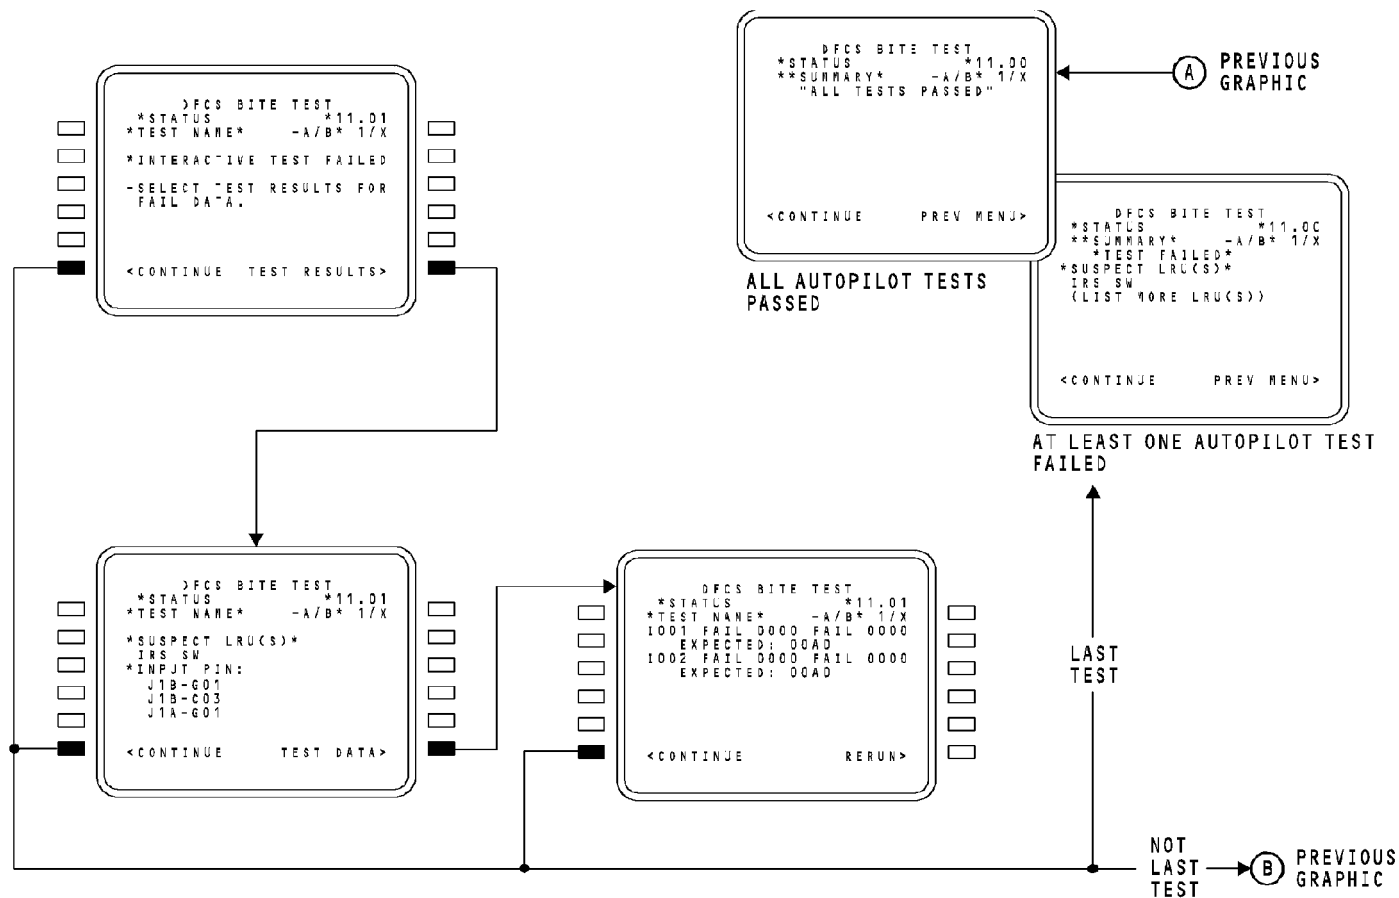 DFCS BITE TEST
*STATUS *11.01
*TEST NAME* -A/B* 1/X
*INTERACTIVE TEST FAILED
-SELECT TEST RESULTS FOR
FAIL DATA.
<CONTINUE TEST RESULTS>
DFCS BITE TEST
*STATUS *11.00
**SUMMARY* -A/B* 1/X
"ALL TESTS PASSED"
<CONTINUE PREV MENU>
ALL AUTOPILOT TESTS
PASSED
A
PREVIOUS
GRAPHIC
DFCS BITE TEST
*STATUS *11.00
**SUMMARY* -A/B* 1/X
*TEST FAILED*
*SUSPECT LRU(S)*
IRS SW
(LIST MORE LRU(S))
<CONTINUE PREV MENU>
AT LEAST ONE AUTOPILOT TEST
FAILED
DFCS BITE TEST
*STATUS *11.01
*TEST NAME* -A/B* 1/X
*SUSPECT LRU(S)*
IRS SW
*INPUT PIN:
J1B-G01
J1B-C03
J1A-G01
<CONTINUE TEST DATA>
DFCS BITE TEST
*STATUS *11.01
*TEST NAME* -A/B* 1/X
1001 FAIL 0000 FAIL 0000
EXPECTED: 00AD
1002 FAIL 0000 FAIL 0000
EXPECTED: 00AD
<CONTINUE RERUN>
LAST
TEST
NOT
LAST
TEST
B
PREVIOUS
GRAPHIC